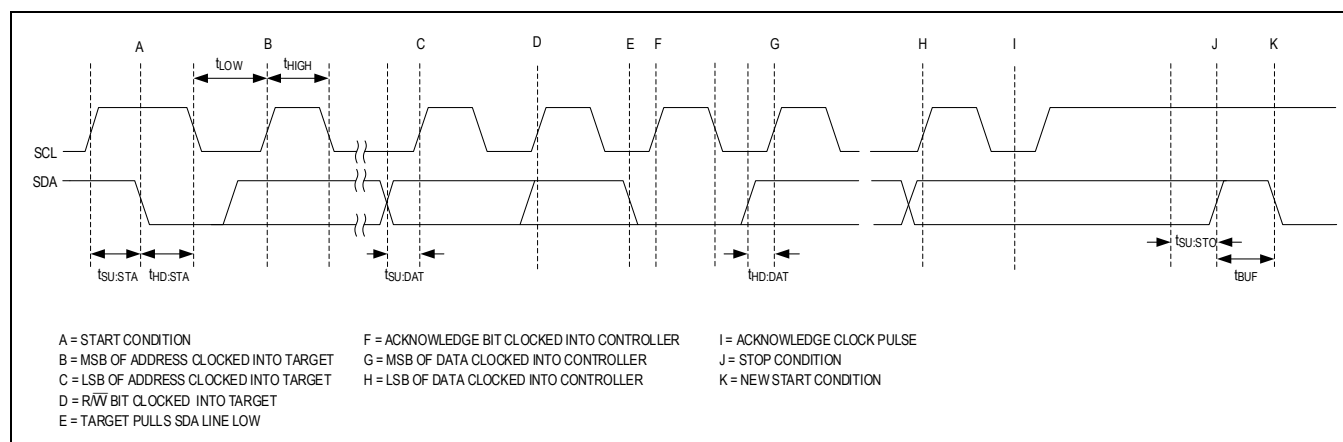 A B C D E F G H I J K
tLOW tHIGH
SCL
SDA
tSU:STA tHD:STA tSU:DAT tHD:DAT tSU:STO tBUF
A = START CONDITION
B = MSB OF ADDRESS CLOCKED INTO TARGET
C = LSB OF ADDRESS CLOCKED INTO TARGET
D = R/W̅ BIT CLOCKED INTO TARGET
E = TARGET PULLS SDA LINE LOW
F = ACKNOWLEDGE BIT CLOCKED INTO CONTROLLER
G = MSB OF DATA CLOCKED INTO CONTROLLER
H = LSB OF DATA CLOCKED INTO CONTROLLER
I = ACKNOWLEDGE CLOCK PULSE
J = STOP CONDITION
K = NEW START CONDITION